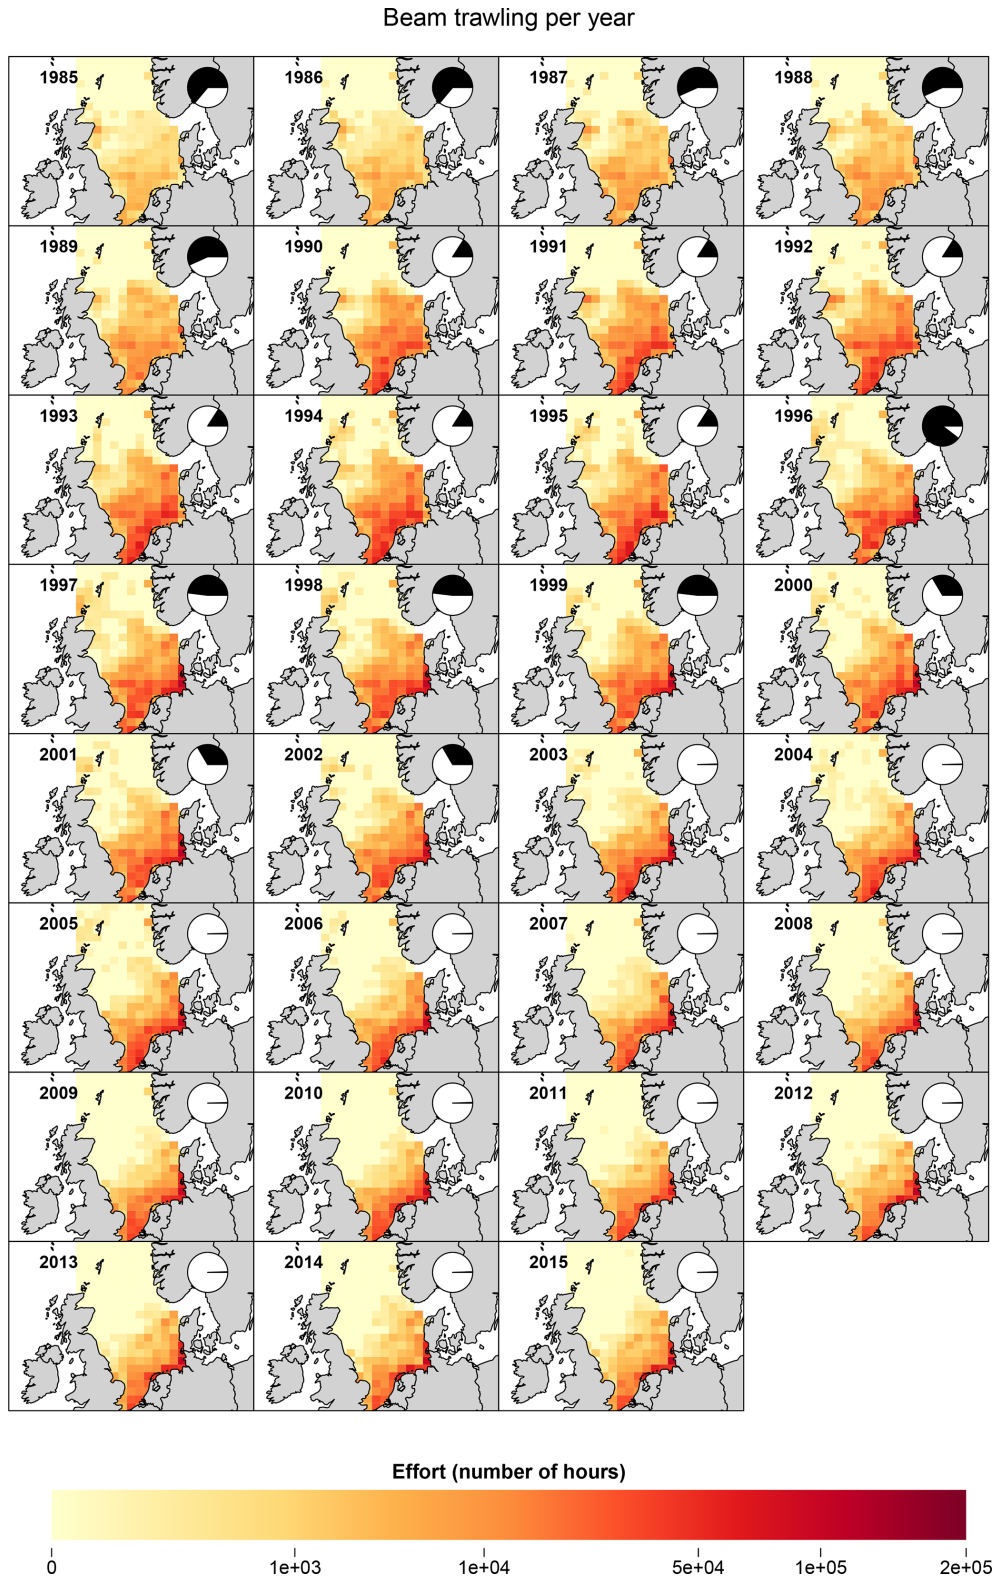 Beam trawling per year
1985 1986 1987 1988
1989 1990 1991 1992
1993 1994 1995 1996
1997 1998 1999 2000
2001 2002 2003 2004
2005 2006 2007 2008
2009 2010 2011 2012
2013 2014 2015
Effort (number of hours)
0 1e+03 1e+04 5e+04 1e+05 2e+05